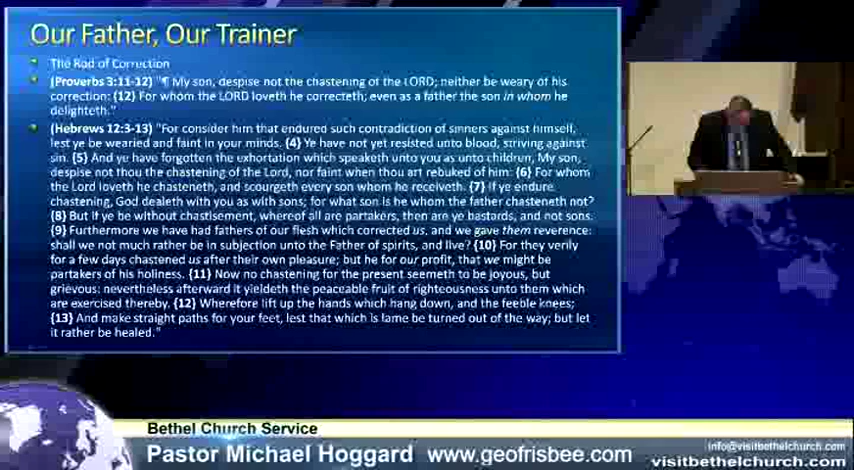 Our Father, Our Trainer
The Rod of Correction
(Proverbs 3:11-12) "¶ My son, despise not the chastening of the LORD; neither be weary of his
correction: (12) For whom the LORD loveth he correcteth; even as a father the son in whom he
delighteth."
(Hebrews 12:3-13) "For consider him that endured such contradiction of sinners against himself,
lest ye be wearied and faint in your minds. (4) Ye have not yet resisted unto blood, striving against
sin. (5) And ye have forgotten the exhortation which speaketh unto you as unto children, My son,
despise not thou the chastening of the Lord, nor faint when thou art rebuked of him: (6) For whom
the Lord loveth he chasteneth, and scourgeth every son whom he receiveth. (7) If ye endure
chastening, God dealeth with you as with sons; for what son is he whom the father chasteneth not?
(8) But if ye be without chastisement, whereof all are partakers, then are ye bastards, and not sons.
(9) Furthermore we have had fathers of our flesh which corrected us, and we gave them reverence:
shall we not much rather be in subjection unto the Father of spirits, and live? (10) For they verily
for a few days chastened us after their own pleasure; but he for our profit, that we might be
partakers of his holiness. (11) Now no chastening for the present seemeth to be joyous, but
grievous: nevertheless afterward it yieldeth the peaceable fruit of righteousness unto them which
are exercised thereby. (12) Wherefore lift up the hands which hang down, and the feeble knees;
(13) And make straight paths for your feet, lest that which is lame be turned out of the way; but let
it rather be healed."
Bethel Church Service
Pastor Michael Hoggard www.geofrisbee.com
info@visitbethelchurch.com
visitbethelchurch.com